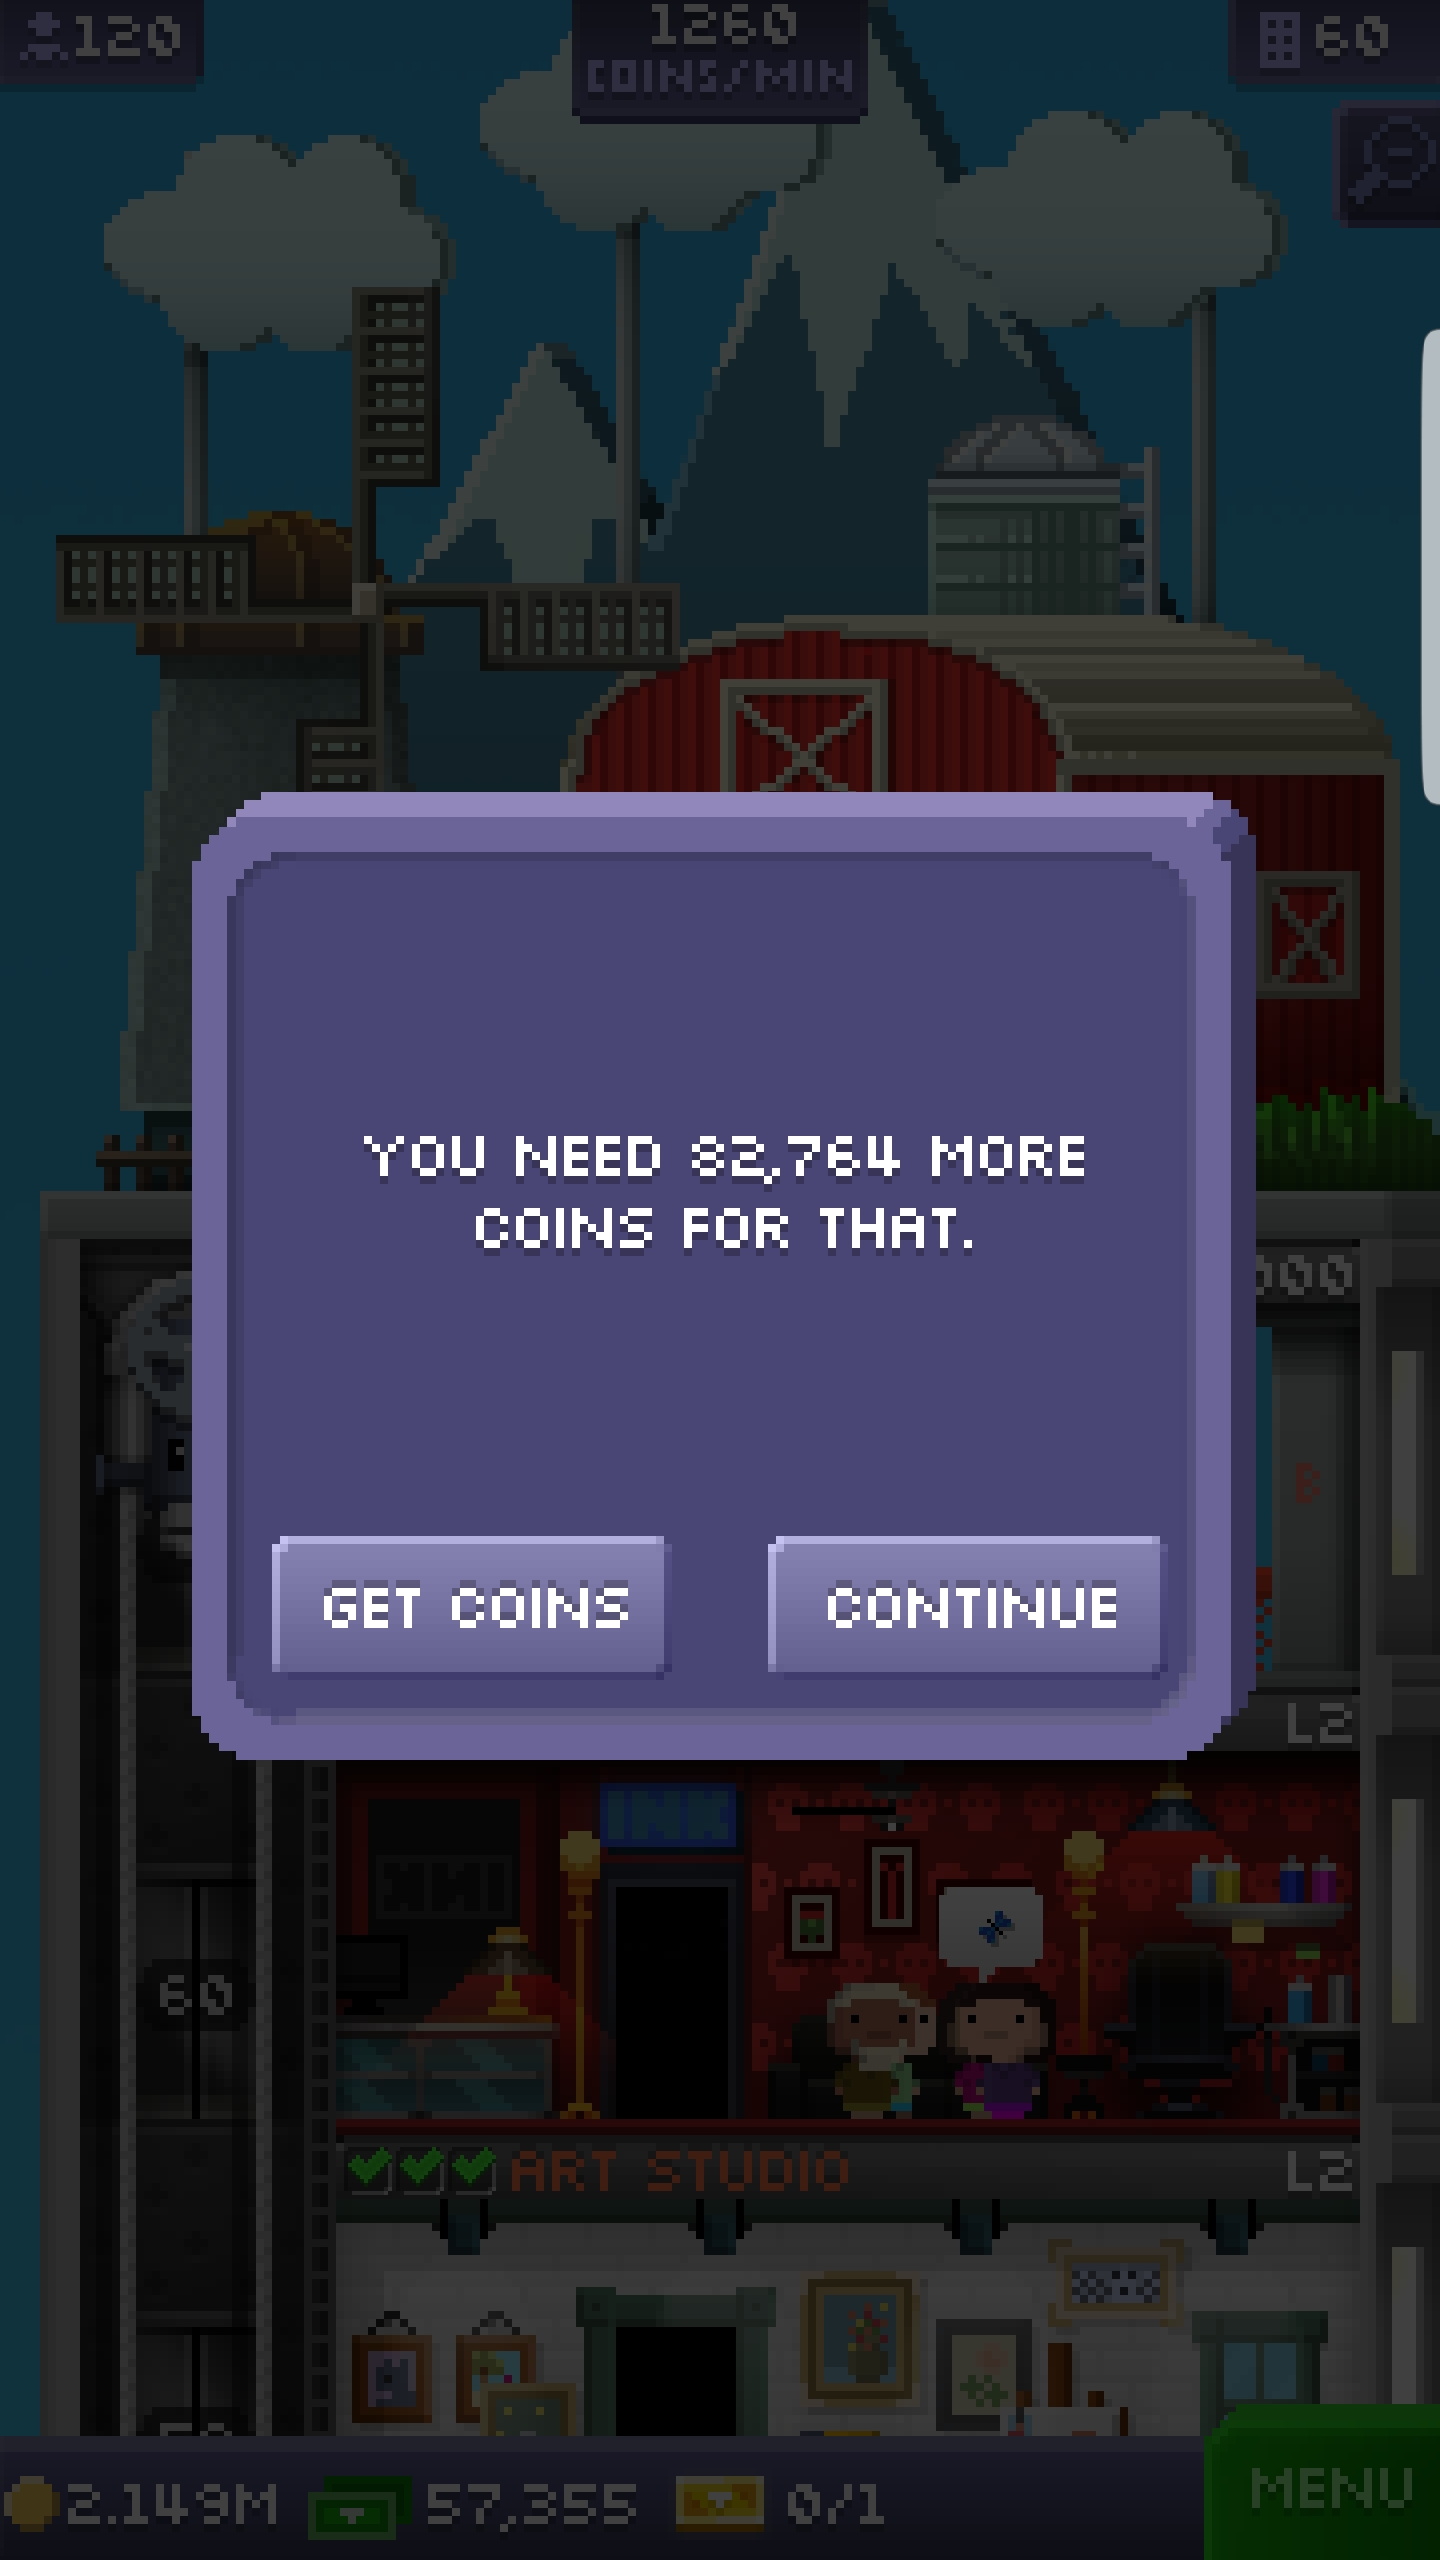 120
1260
COINS/MIN
60
YOU NEED 82,764 MORE
COINS FOR THAT.
GET COINS
CONTINUE
B
L2
INK
60
ART STUDIO
L2
2.149M
57,355
0/1
MENU